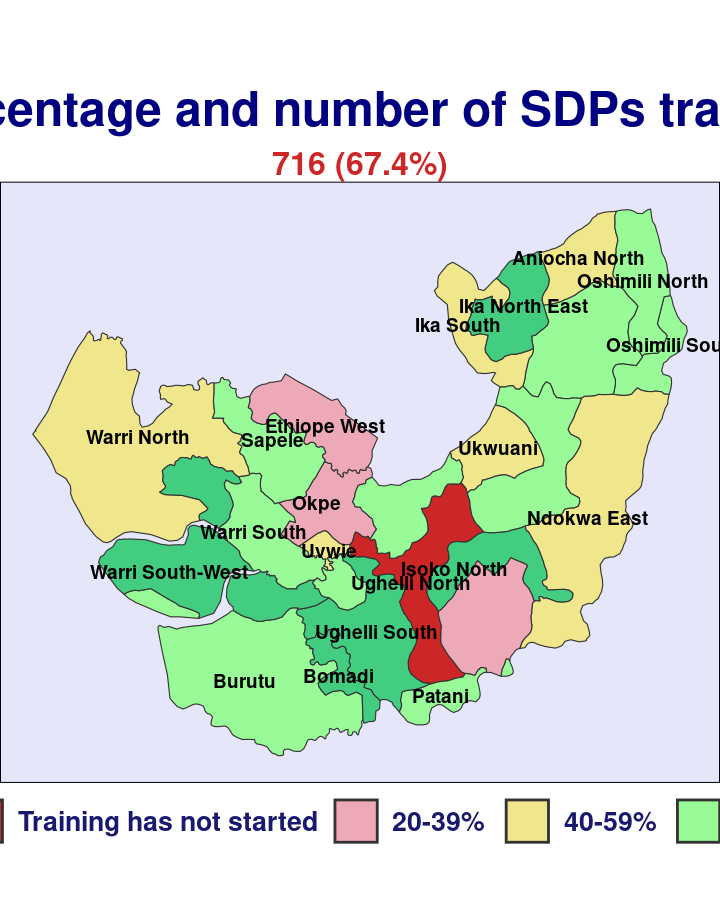 centage and number of SDPs tra
716 (67.4%)
Aniocha North
Oshimili North
Ika North East
Ika South
Oshimili Sou
Ethiope West
Warri North
Sapele
Ukwuani
Okpe
Ndokwa East
Warri South
Uvwie
Isoko North
Warri South-West
Ughelli North
Ughelli South
Burutu
Bomadi
Patani
Training has not started
20-39%
40-59%